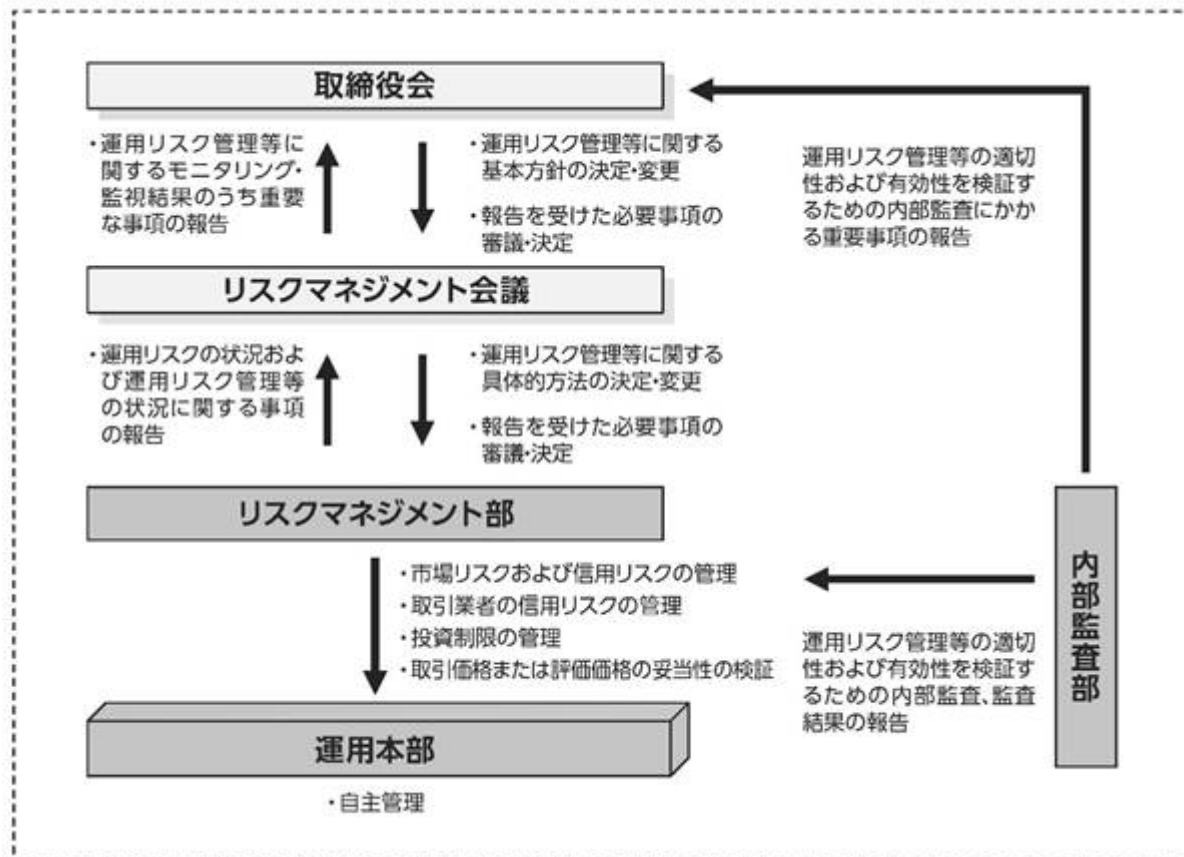 取締役会
・運用リスク管理等に
関するモニタリング・
監視結果のうち重要
な事項の報告
・運用リスク管理等に関する
基本方針の決定・変更
・報告を受けた必要事項の
審議・決定
運用リスク管理等の適切
性および有効性を検証す
るための内部監査にかか
る重要事項の報告
リスクマネジメント会議
・運用リスクの状況およ
び運用リスク管理等
の状況に関する事項
の報告
・運用リスク管理等に関する
具体的方法の決定・変更
・報告を受けた必要事項の
審議・決定
リスクマネジメント部
・市場リスクおよび信用リスクの管理
・取引業者の信用リスクの管理
・投資制限の管理
・取引価格または評価価格の妥当性の検証
内部監査部
運用リスク管理等の適切
性および有効性を検証す
るための内部監査、監査
結果の報告
運用本部
・自主管理